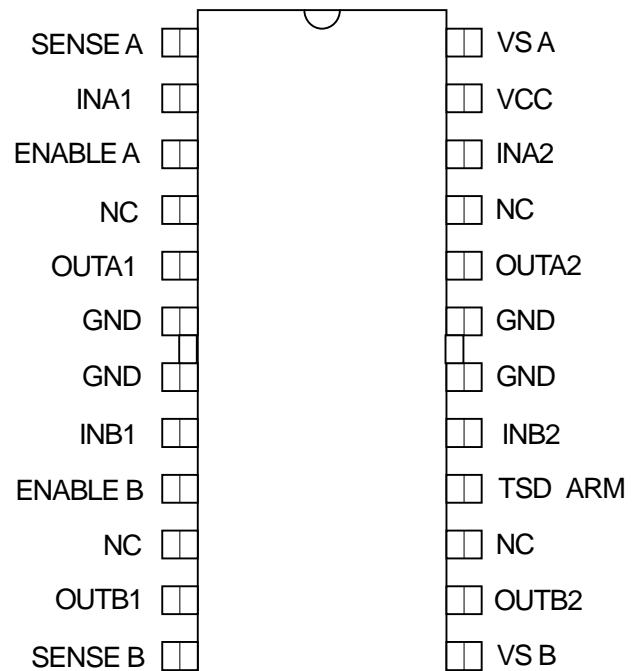 SENSE A VS A
INA1 VCC
ENABLE A INA2
NC NC
OUTA1 OUTA2
GND GND
GND GND
INB1 INB2
ENABLE B TSD ARM
NC NC
OUTB1 OUTB2
SENSE B VS B